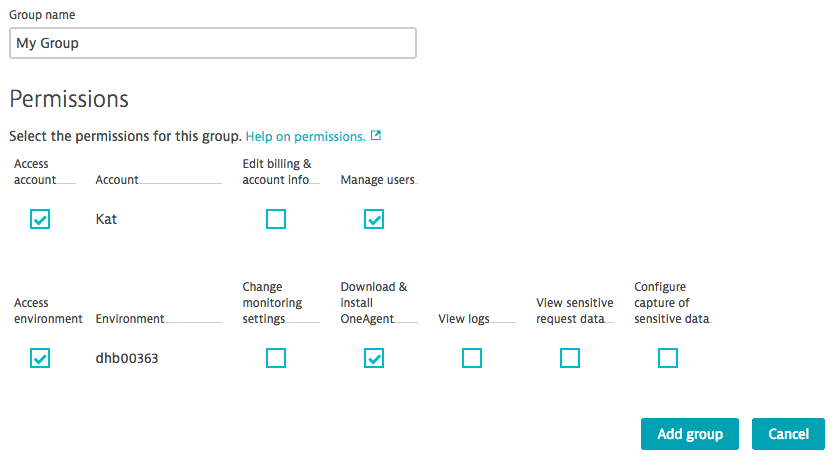 Group name
My Group
Permissions
Select the permissions for this group. Help on permissions.
Access account
Account
Edit billing & account info
Manage users
Kat
Access environment
Environment
Change monitoring settings
Download & install OneAgent
View logs
View sensitive request data
Configure capture of sensitive data
dhb00363
Add group
Cancel